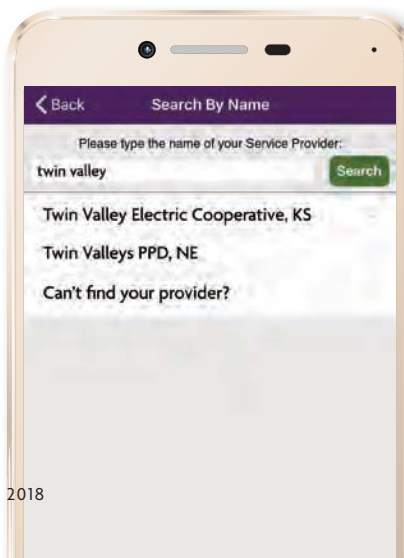 Back Search By Name
Please type the name of your Service Provider:
twin valley Search
Twin Valley Electric Cooperative, KS
Twin Valleys PPD, NE
Can't find your provider?
2018